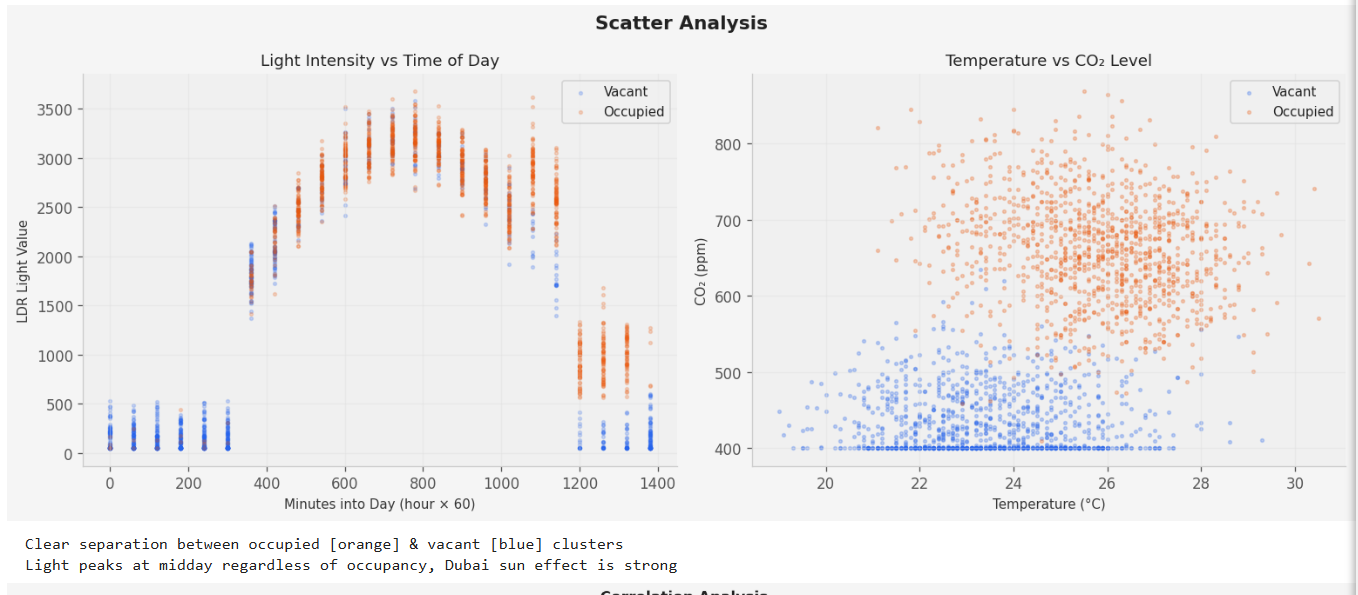 Scatter Analysis
Light Intensity vs Time of Day
Vacant
Occupied
3500
3000
2500
2000
1500
1000
500
0
LDR Light Value
0 200 400 600 800 1000 1200 1400
Minutes into Day (hour × 60)
Temperature vs CO₂ Level
Vacant
Occupied
800
700
600
500
400
CO₂ (ppm)
20 22 24 26 28 30
Temperature (°C)
Clear separation between occupied [orange] & vacant [blue] clusters
Light peaks at midday regardless of occupancy, Dubai sun effect is strong
Correlation Analysis